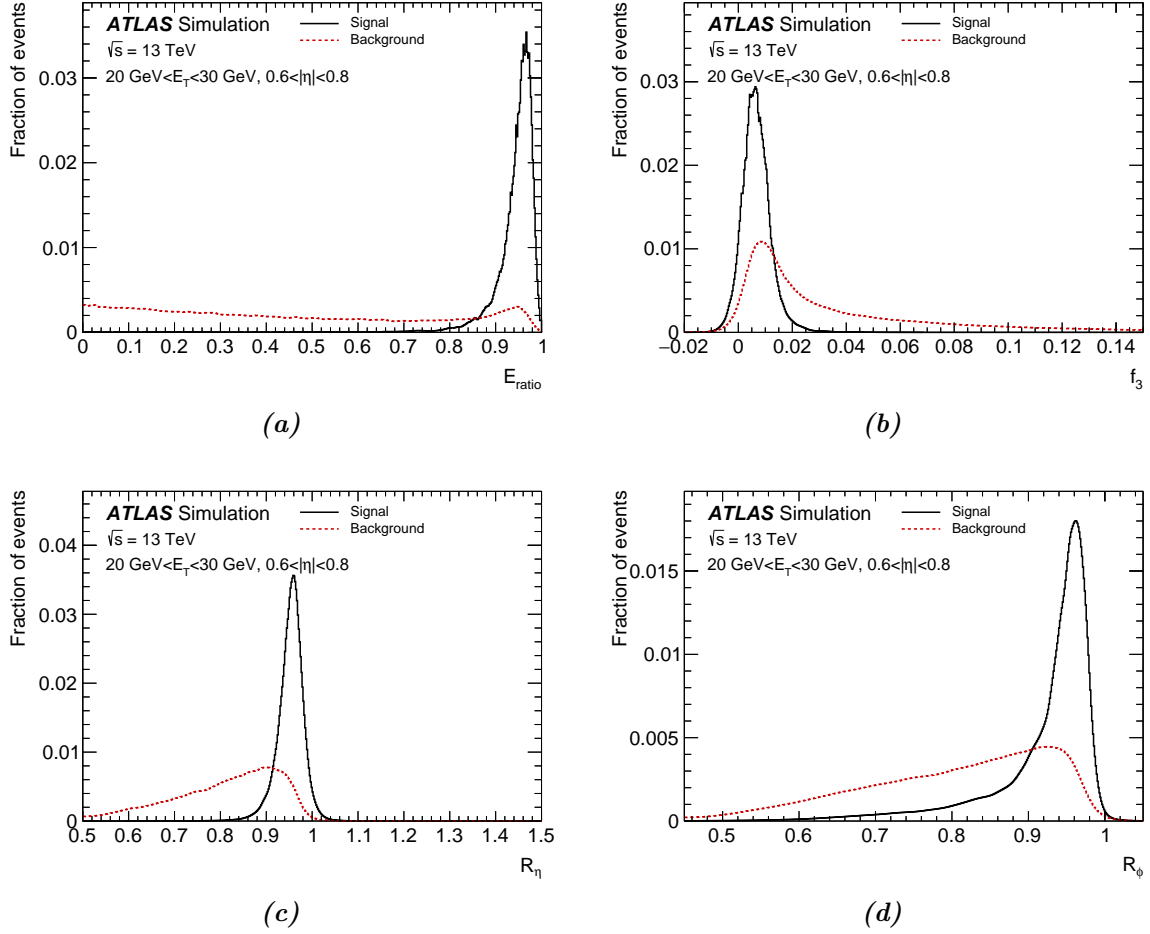 Fraction of events
ATLAS Simulation
√s = 13 TeV
20 GeV<E_T<30 GeV, 0.6<|η|<0.8
Signal
Background
0.03
0.02
0.01
0
0 0.1 0.2 0.3 0.4 0.5 0.6 0.7 0.8 0.9 1
E_ratio
(a)
Fraction of events
ATLAS Simulation
√s = 13 TeV
20 GeV<E_T<30 GeV, 0.6<|η|<0.8
Signal
Background
0.03
0.02
0.01
0
−0.02 0 0.02 0.04 0.06 0.08 0.1 0.12 0.14
f_3
(b)
Fraction of events
ATLAS Simulation
√s = 13 TeV
20 GeV<E_T<30 GeV, 0.6<|η|<0.8
Signal
Background
0.04
0.03
0.02
0.01
0
0.5 0.6 0.7 0.8 0.9 1 1.1 1.2 1.3 1.4 1.5
R_η
(c)
Fraction of events
ATLAS Simulation
√s = 13 TeV
20 GeV<E_T<30 GeV, 0.6<|η|<0.8
Signal
Background
0.015
0.01
0.005
0
0.5 0.6 0.7 0.8 0.9 1
R_ϕ
(d)